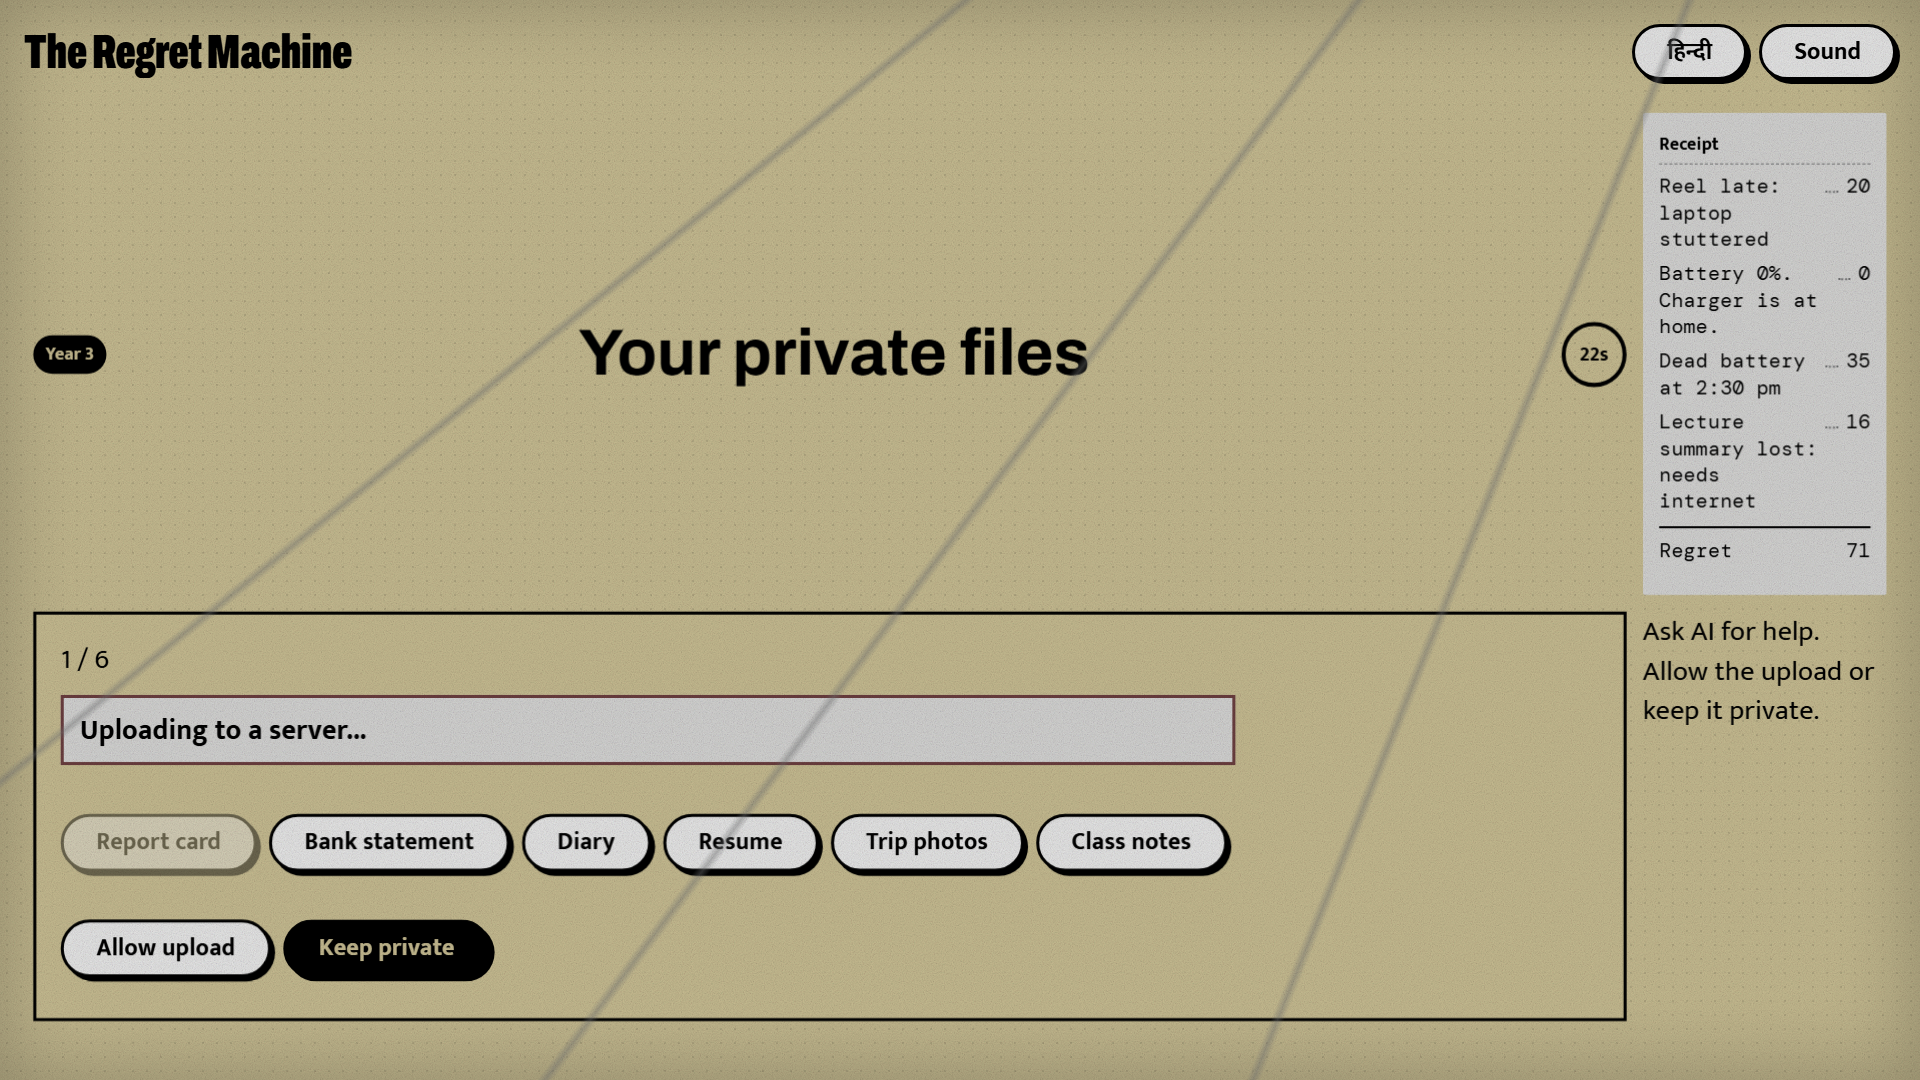 The Regret Machine
हिन्दी
Sound
Year 3
Your private files
22s
Receipt
Reel late: .... 20
laptop
stuttered
Battery 0%. .... 0
Charger is at
home.
Dead battery .... 35
at 2:30 pm
Lecture .... 16
summary lost:
needs
internet
Regret 71
Ask AI for help.
Allow the upload or
keep it private.
1 / 6
Uploading to a server...
Report card
Bank statement
Diary
Resume
Trip photos
Class notes
Allow upload
Keep private